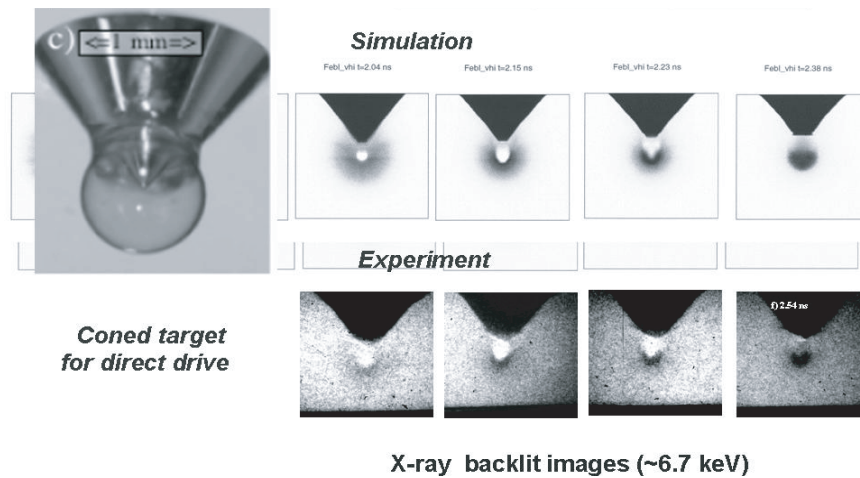 c)
<=1 mm=>
Simulation
Febl_vhi t=2.04 ns
Febl_vhi t=2.15 ns
Febl_vhi t=2.23 ns
Febl_vhi t=2.38 ns
Experiment
f) 2.54 ns
Coned target
for direct drive
X-ray backlit images (~6.7 keV)